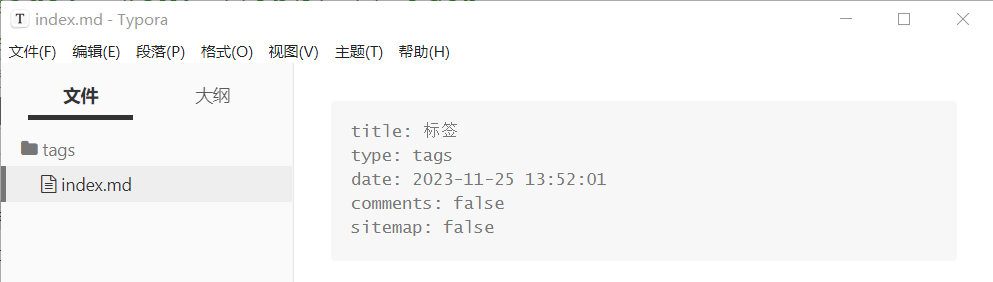 T index.md - Typora
文件(F) 编辑(E) 段落(P) 格式(O) 视图(V) 主题(T) 帮助(H)
文件 大纲
tags
index.md
title: 标签
type: tags
date: 2023-11-25 13:52:01
comments: false
sitemap: false